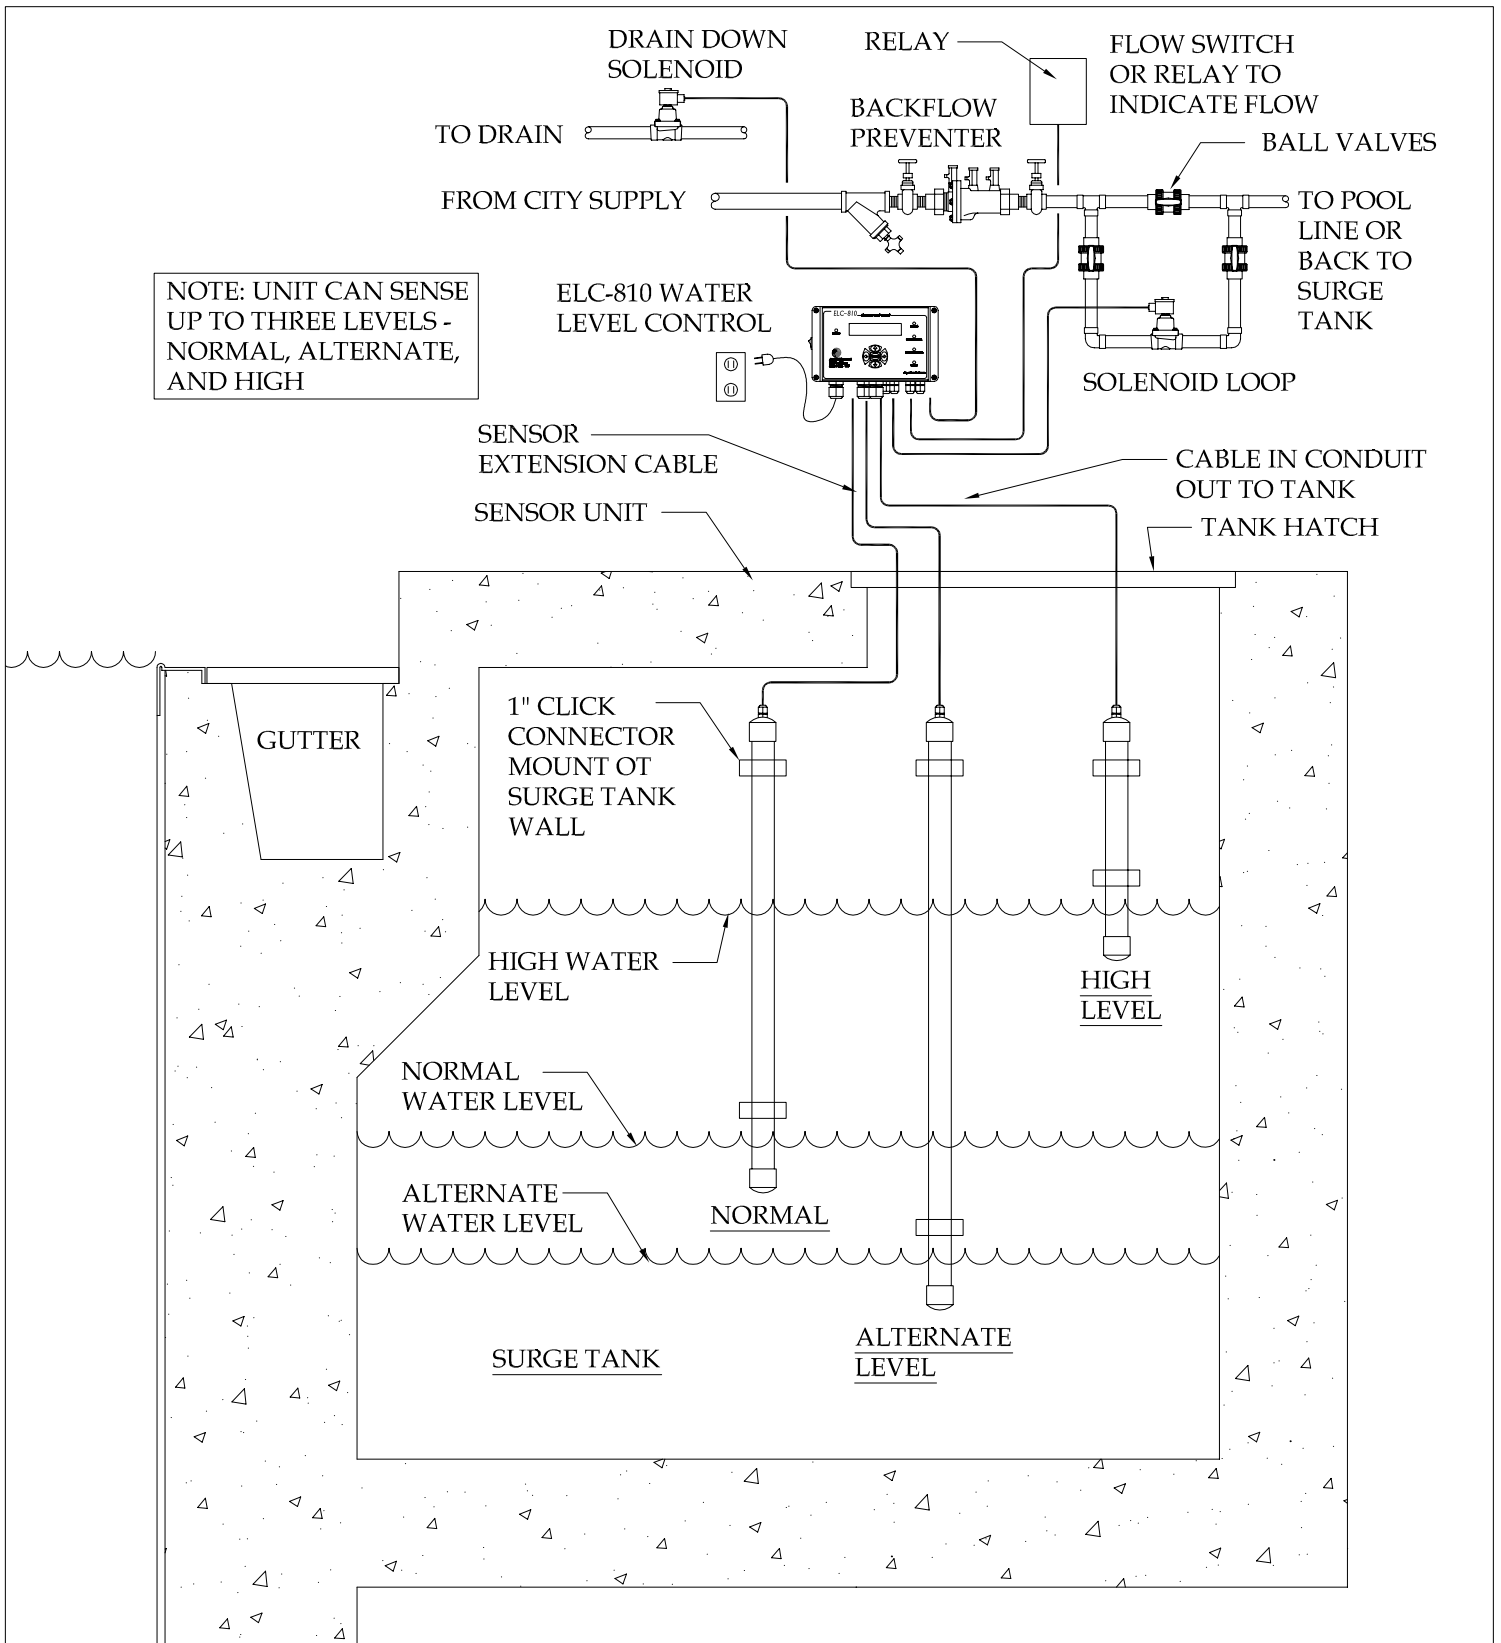 DRAIN DOWN
SOLENOID
RELAY
FLOW SWITCH
OR RELAY TO
INDICATE FLOW
BACKFLOW
PREVENTER
TO DRAIN
BALL VALVES
FROM CITY SUPPLY
TO POOL
LINE OR
BACK TO
SURGE
TANK
NOTE: UNIT CAN SENSE
UP TO THREE LEVELS -
NORMAL, ALTERNATE,
AND HIGH
ELC-810 WATER
LEVEL CONTROL
ELC-810
SOLENOID LOOP
SENSOR
EXTENSION CABLE
CABLE IN CONDUIT
OUT TO TANK
SENSOR UNIT
TANK HATCH
1" CLICK
CONNECTOR
MOUNT OT
SURGE TANK
WALL
GUTTER
HIGH WATER
LEVEL
HIGH
LEVEL
NORMAL
WATER LEVEL
ALTERNATE
WATER LEVEL
NORMAL
ALTERNATE
LEVEL
SURGE TANK